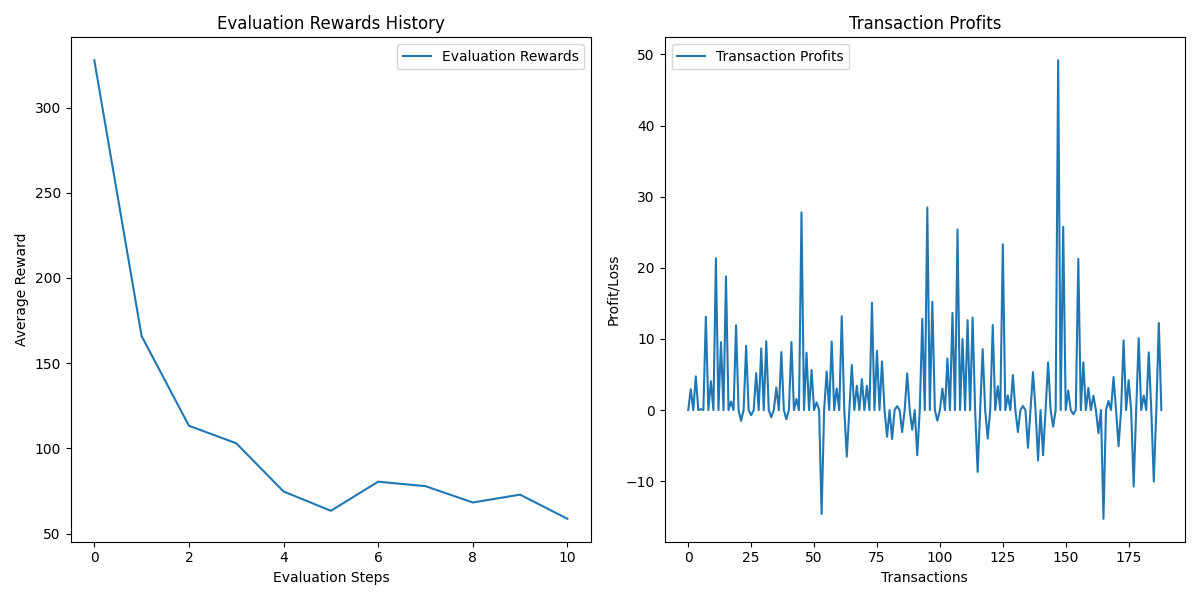 Evaluation Rewards History
Evaluation Rewards
Average Reward
300
250
200
150
100
50
0 2 4 6 8 10
Evaluation Steps
Transaction Profits
Transaction Profits
Profit/Loss
50
40
30
20
10
0
−10
0 25 50 75 100 125 150 175
Transactions